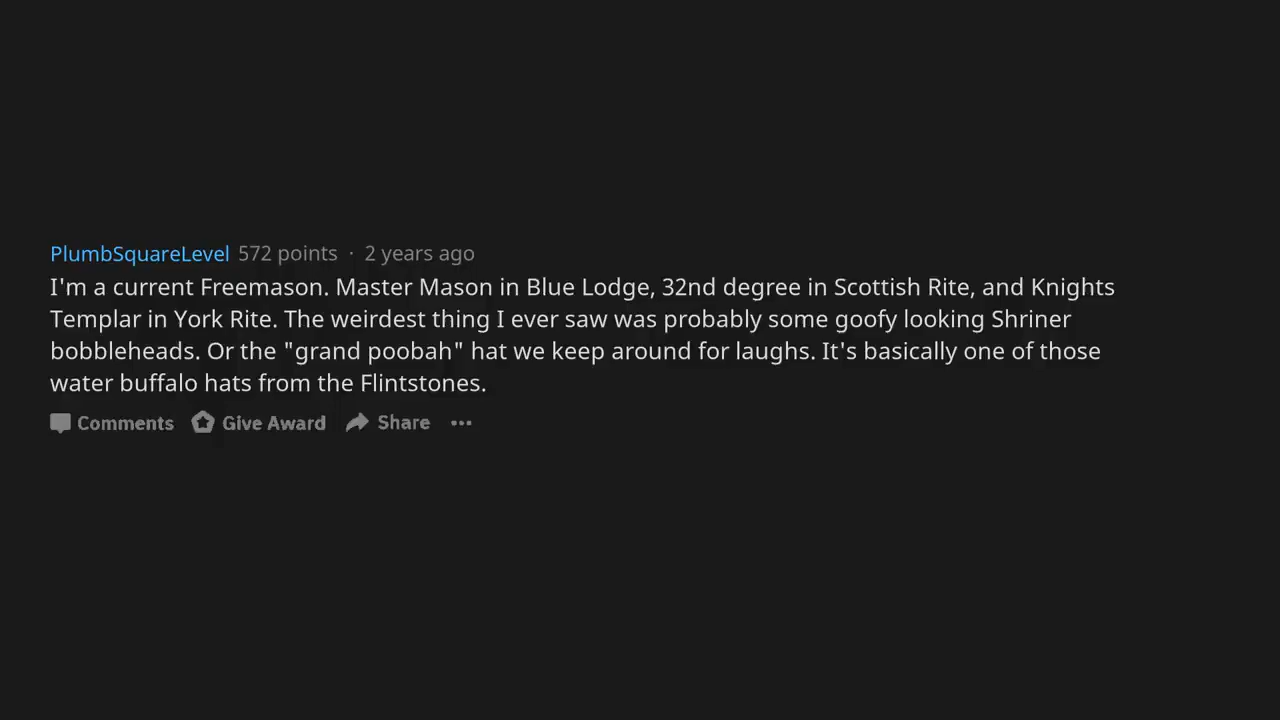 PlumbSquareLevel 572 points · 2 years ago
I'm a current Freemason. Master Mason in Blue Lodge, 32nd degree in Scottish Rite, and Knights
Templar in York Rite. The weirdest thing I ever saw was probably some goofy looking Shriner
bobbleheads. Or the "grand poobah" hat we keep around for laughs. It's basically one of those
water buffalo hats from the Flintstones.
Comments Give Award Share ···